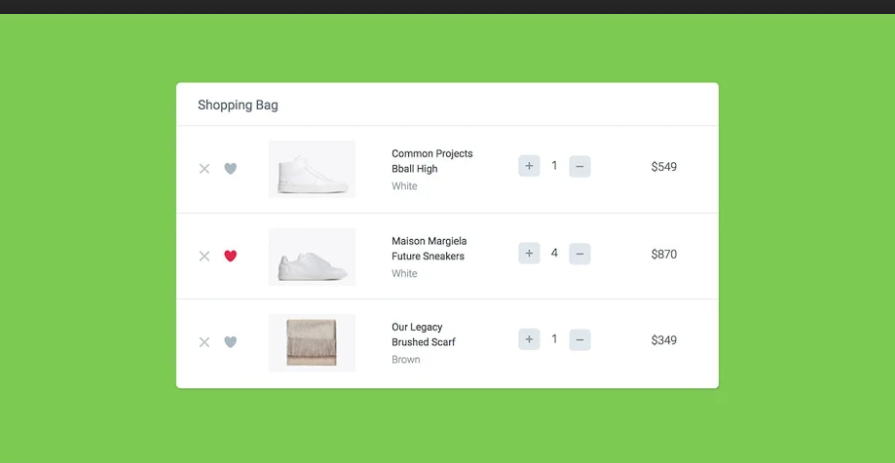 Shopping Bag
Common Projects
Bball High
White
+ 1 − $549
Maison Margiela
Future Sneakers
White
+ 4 − $870
Our Legacy
Brushed Scarf
Brown
+ 1 − $349